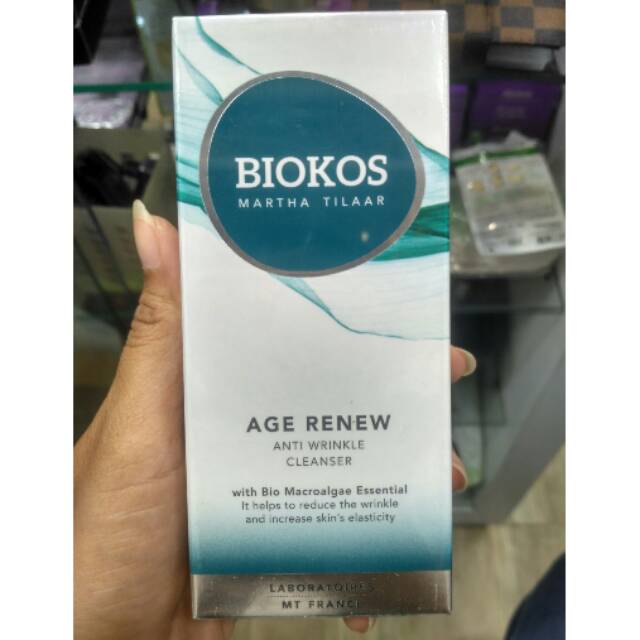 BIOKOS
MARTHA TILAAR
AGE RENEW
ANTI WRINKLE
CLEANSER
with Bio Macroalgae Essential
It helps to reduce the wrinkle
and increase skin's elasticity
LABORATOIRES
MT FRANCE